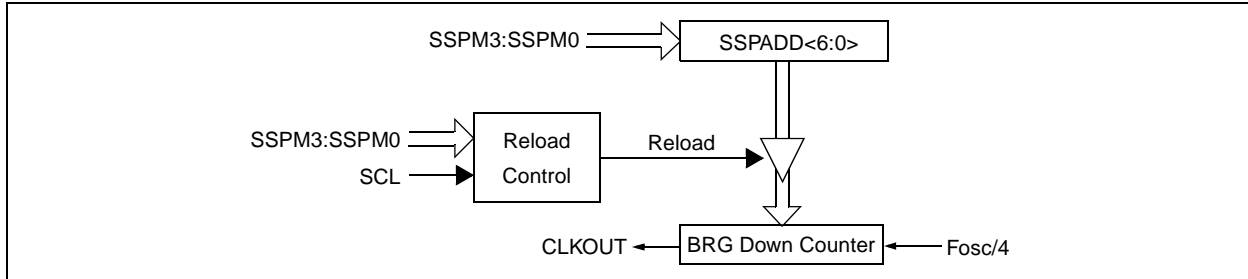 SSPM3:SSPM0
SSPADD<6:0>
SSPM3:SSPM0
Reload
Control
Reload
SCL
CLKOUT
BRG Down Counter
Fosc/4